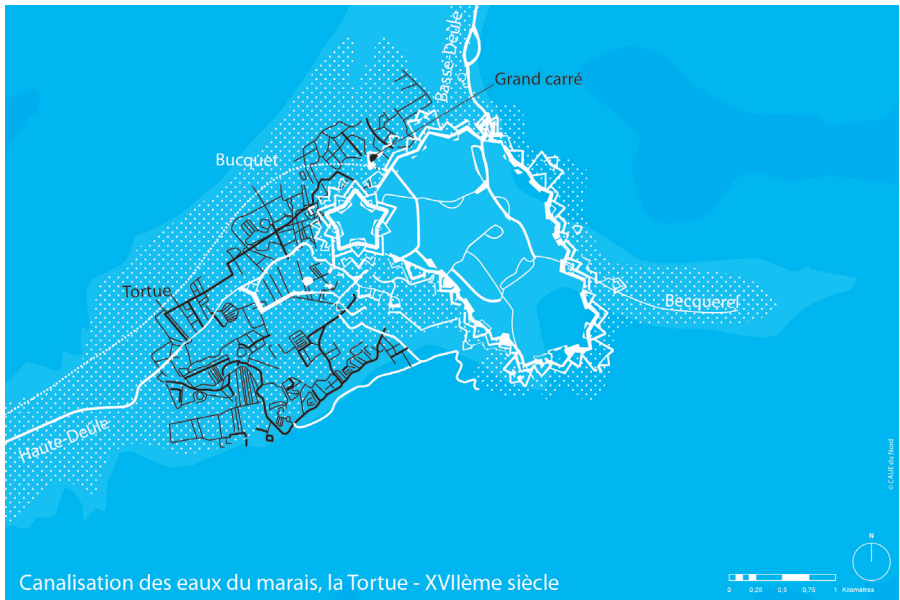 Basse-Deûle
Grand carré
Bucquet
Tortue
Becquerel
Haute-Deûle
© CAUE du Nord
N
0 0,25 0,5 0,75 1 Kilomètres
Canalisation des eaux du marais, la Tortue - XVIIème siècle